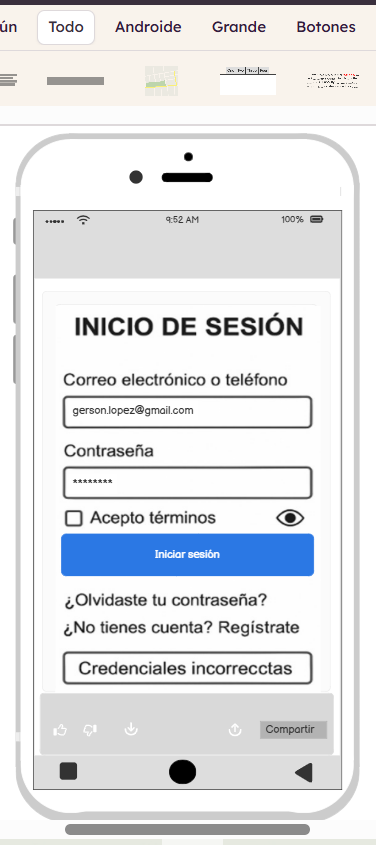 ún Todo Androide Grande Botones
9:52 AM 100%
INICIO DE SESIÓN
Correo electrónico o teléfono
gerson.lopez@gmail.com
Contraseña
********
Acepto términos
Iniciar sesión
¿Olvidaste tu contraseña?
¿No tienes cuenta? Regístrate
Credenciales incorrecctas
Compartir